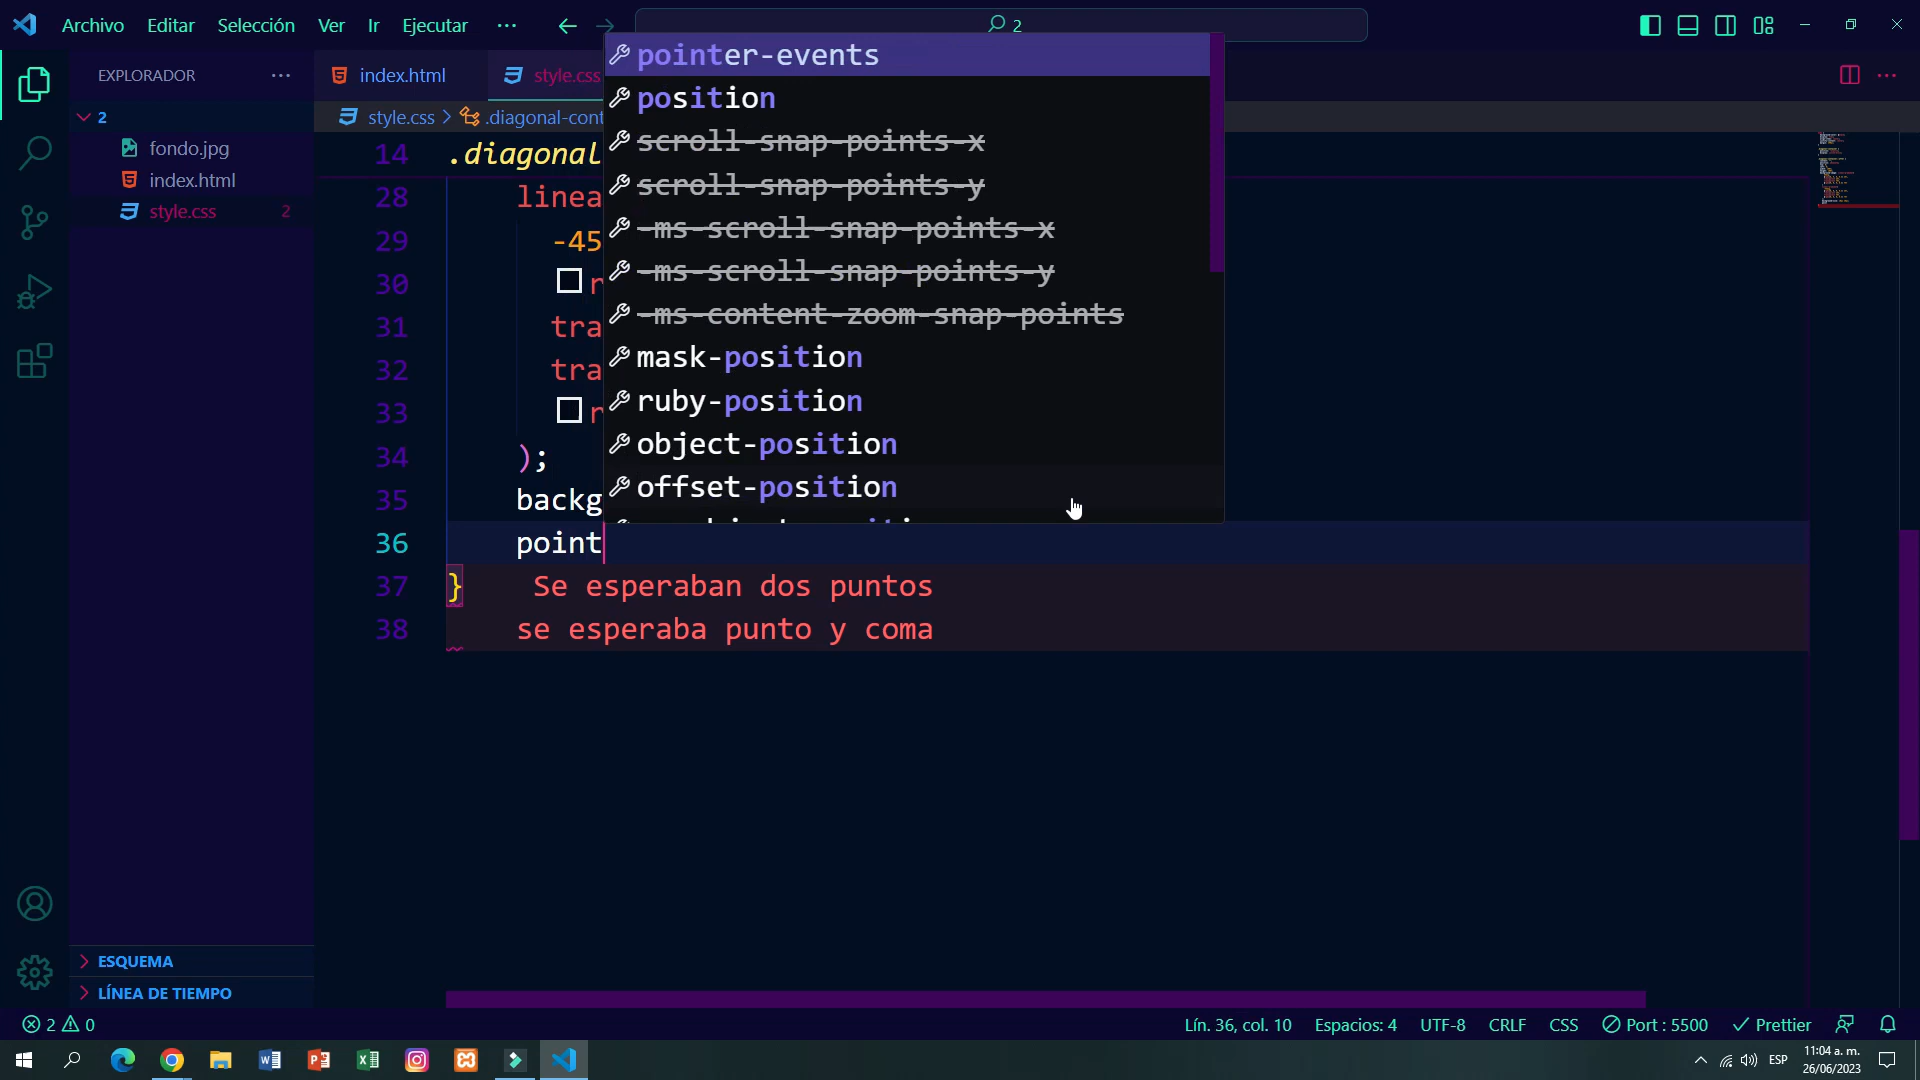 Archivo Editar Selección Ver Ir Ejecutar ··· 2
EXPLORADOR ···
2
fondo.jpg
index.html
style.css 2
ESQUEMA
LÍNEA DE TIEMPO
index.html style.css
style.css > .diagonal-cont
14 .diagonal
28 linea
29 -45
30 r
31 tra
32 tra
33 r
34 );
35 backg
36 point
37 } Se esperaban dos puntos
38 se esperaba punto y coma
pointer-events
position
scroll-snap-points-x
scroll-snap-points-y
-ms-scroll-snap-points-x
-ms-scroll-snap-points-y
-ms-content-zoom-snap-points
mask-position
ruby-position
object-position
offset-position
2 0 Lín. 36, col. 10 Espacios: 4 UTF-8 CRLF CSS Port : 5500 Prettier
ESP 11:04 a. m.
26/06/2023